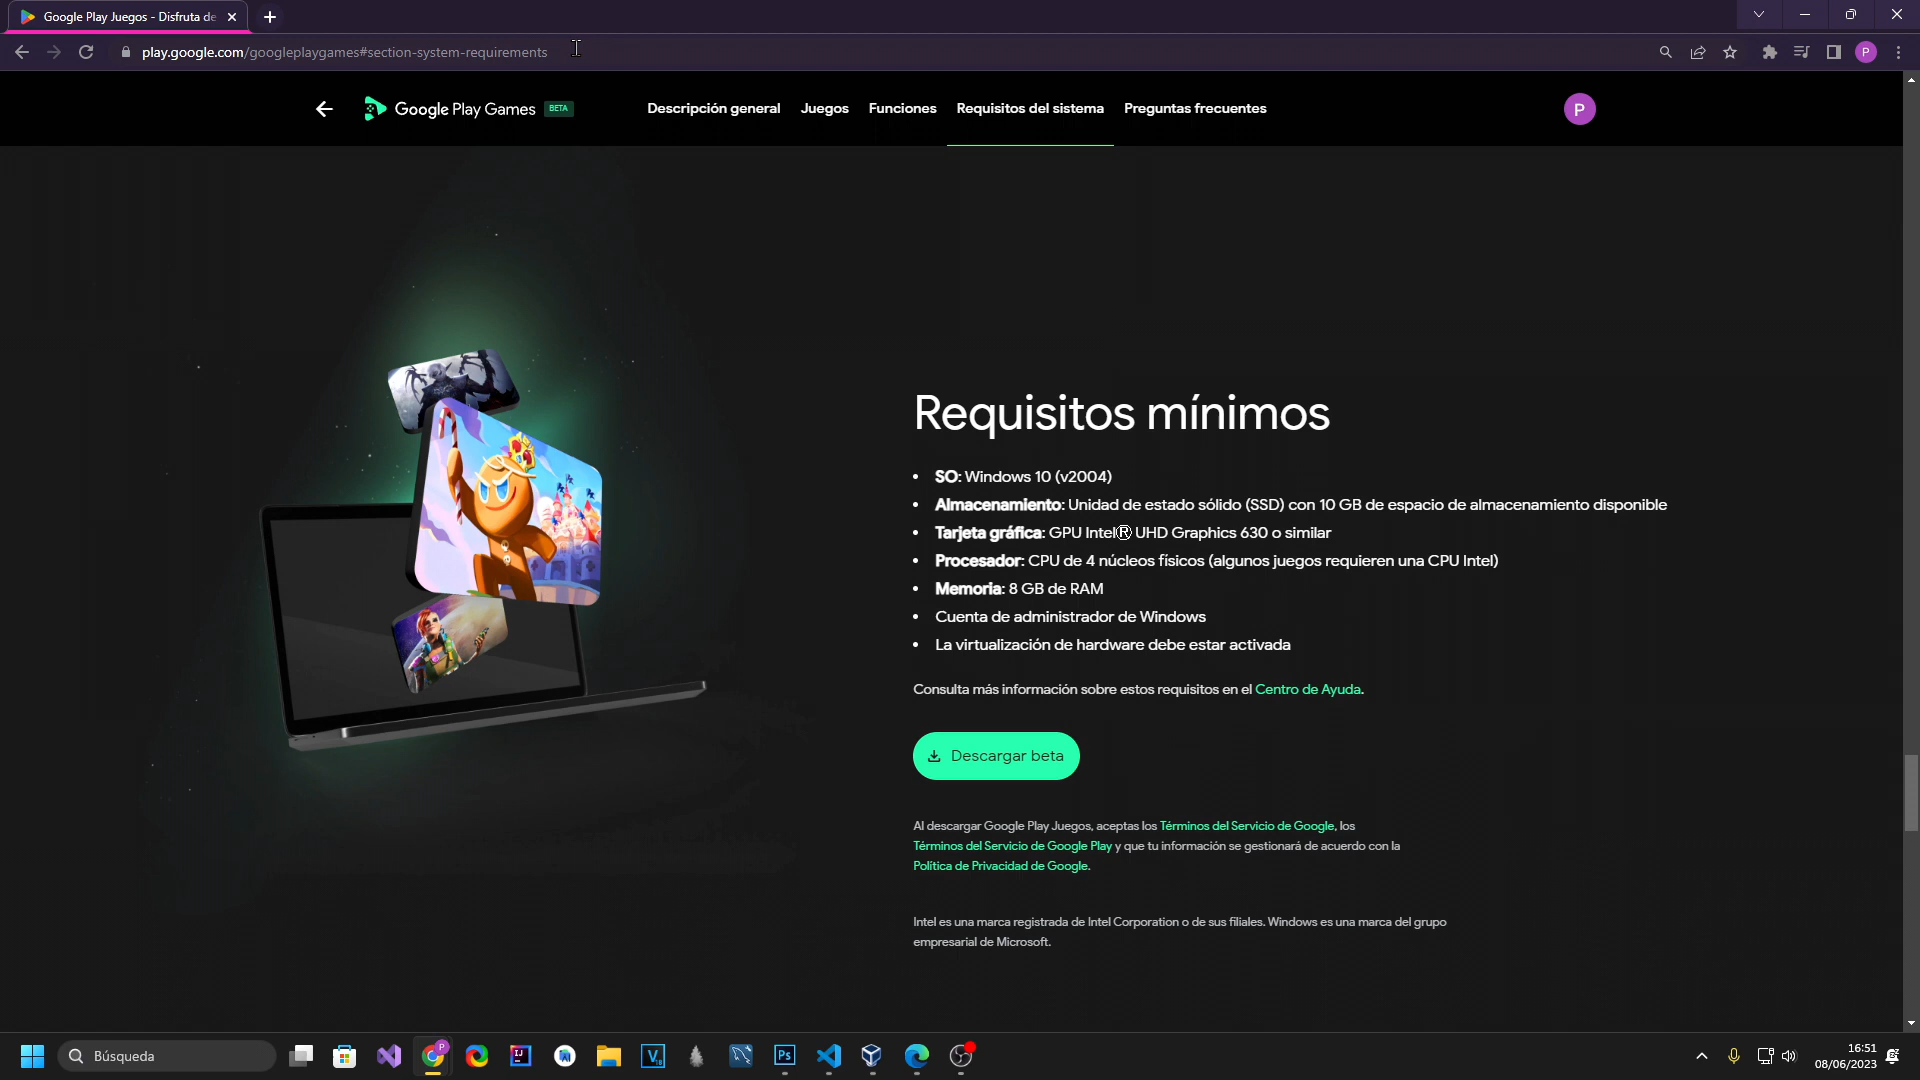 Google Play Juegos - Disfruta de
play.google.com/googleplaygames#section-system-requirements
P
Google Play Games BETA
Descripción general
Juegos
Funciones
Requisitos del sistema
Preguntas frecuentes
P
Requisitos mínimos
• SO: Windows 10 (v2004)
• Almacenamiento: Unidad de estado sólido (SSD) con 10 GB de espacio de almacenamiento disponible
• Tarjeta gráfica: GPU Intel® UHD Graphics 630 o similar
• Procesador: CPU de 4 núcleos físicos (algunos juegos requieren una CPU Intel)
• Memoria: 8 GB de RAM
• Cuenta de administrador de Windows
• La virtualización de hardware debe estar activada
Consulta más información sobre estos requisitos en el Centro de Ayuda.
Descargar beta
Al descargar Google Play Juegos, aceptas los Términos del Servicio de Google, los
Términos del Servicio de Google Play y que tu información se gestionará de acuerdo con la
Política de Privacidad de Google.
Intel es una marca registrada de Intel Corporation o de sus filiales. Windows es una marca del grupo
empresarial de Microsoft.
Búsqueda
P
IJ
Ps
16:51
08/06/2023